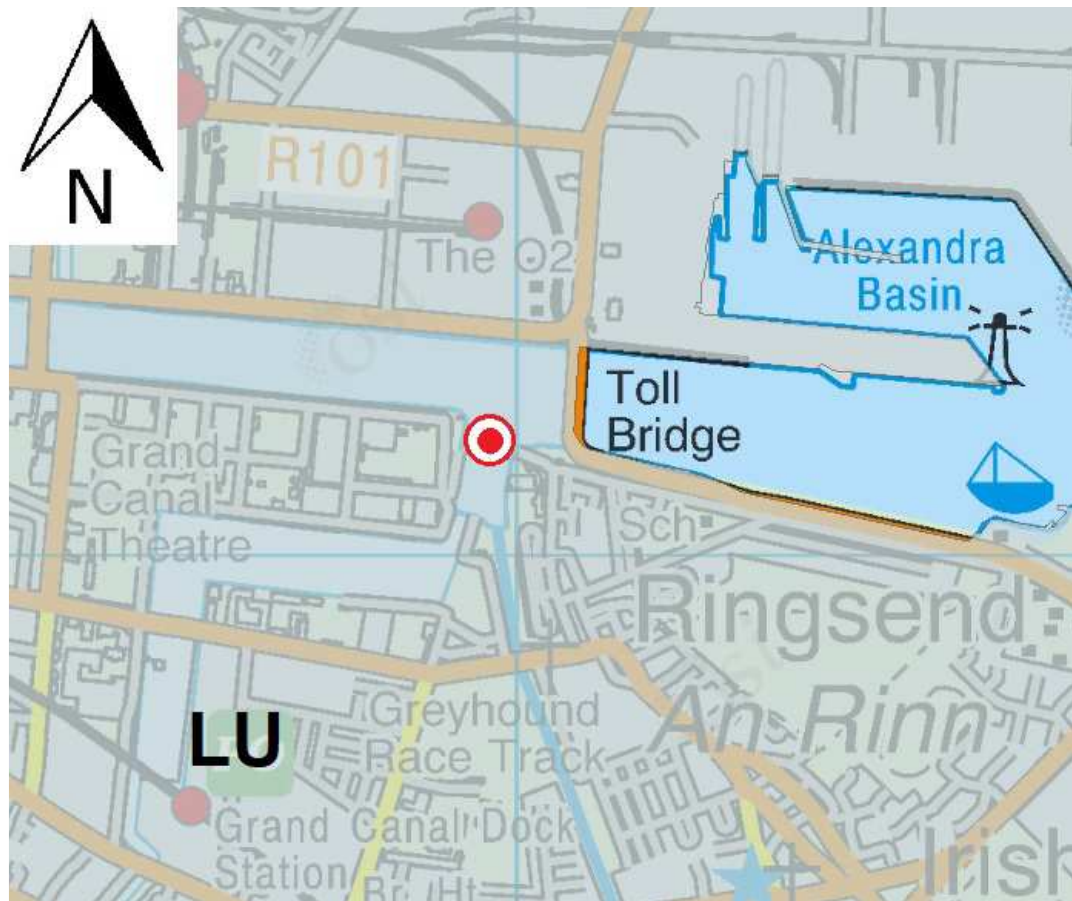 N
R101
The O2
Alexandra
Basin
Toll
Bridge
Grand
Canal
Theatre
Sch
Ringsend
An Rinn
LU
Greyhound
Race Track
Grand Canal Dock
Station
Irish